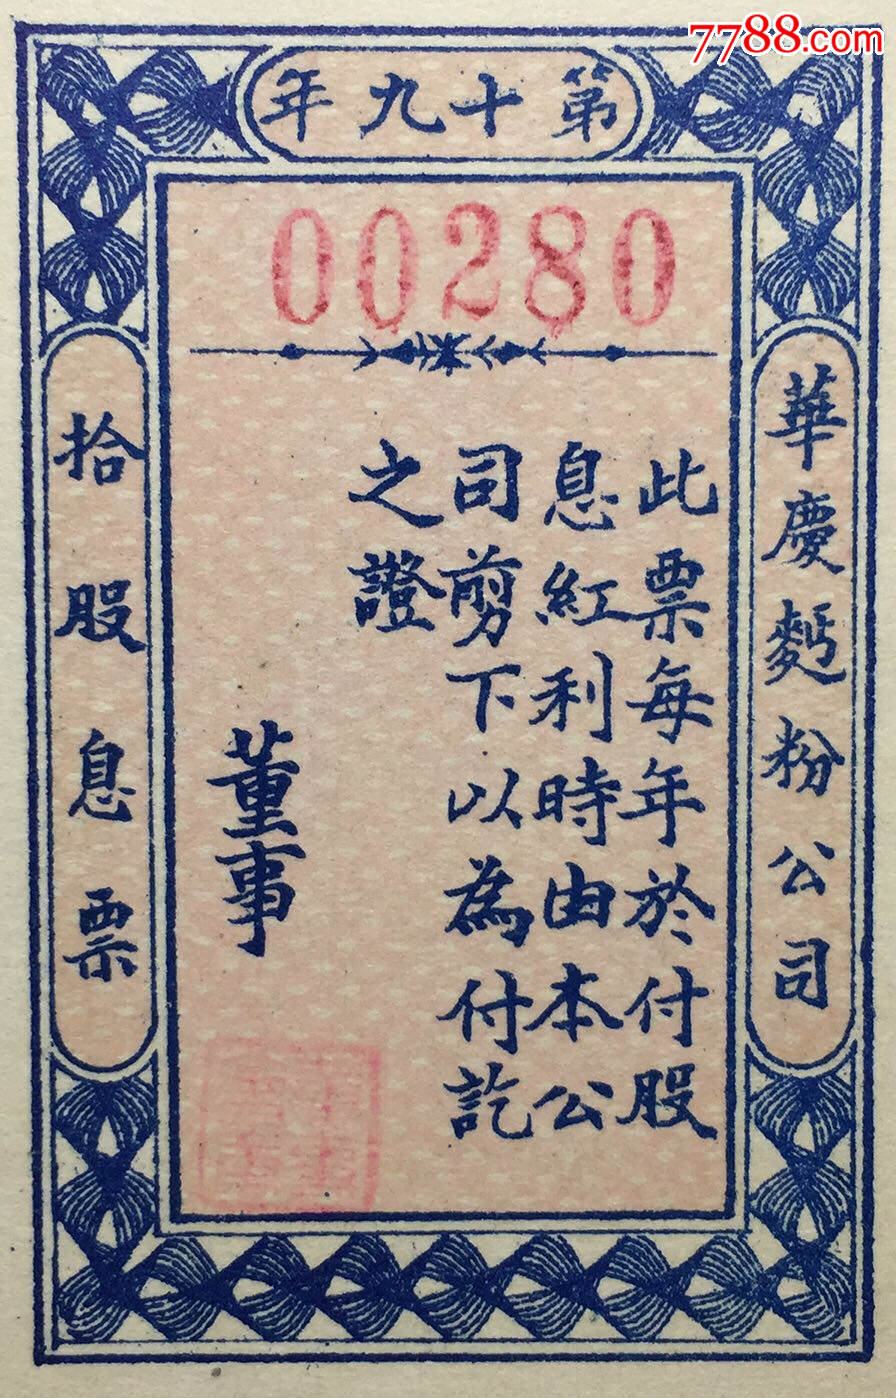 7788.com
第十九年
00280
華慶麫粉公司
此票每年於付股
息紅利時由本公
司剪下以為付訖
之證
董事
拾股息票